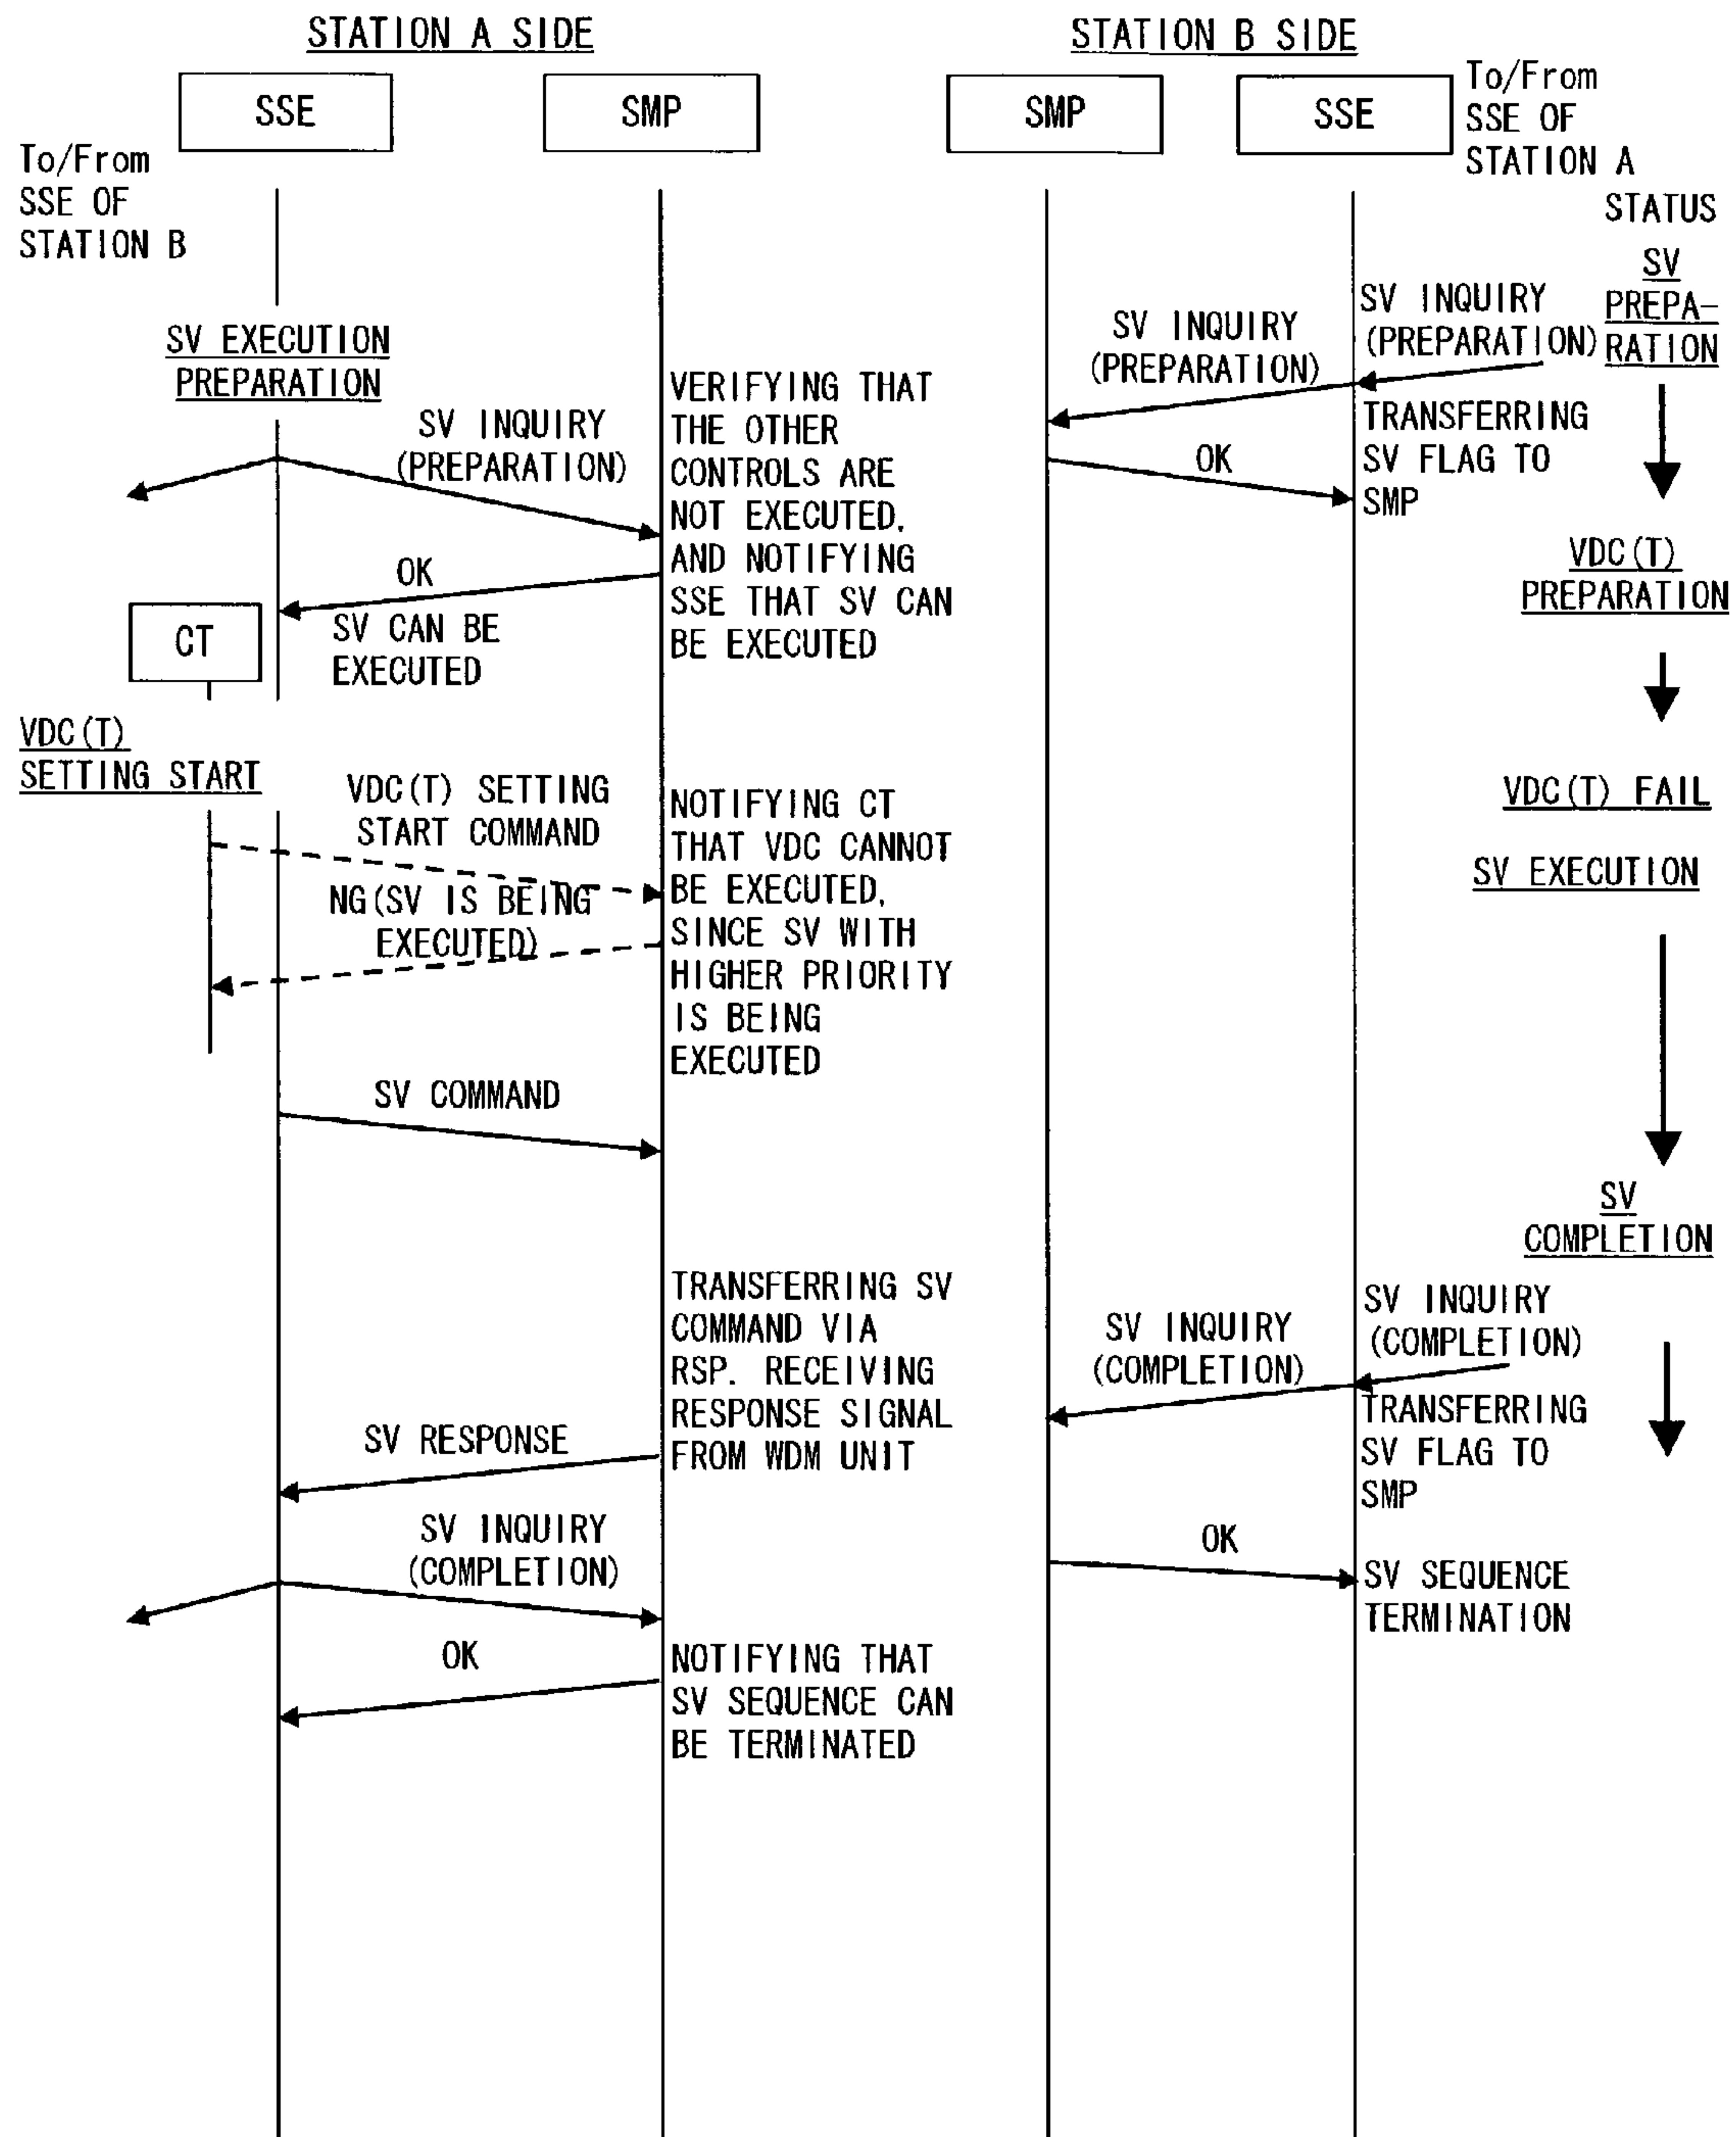 STATION A SIDE
STATION B SIDE
SSE
SMP
SMP
SSE
To/From
SSE OF
STATION A
To/From
SSE OF
STATION B
STATUS
SV
PREPA-
RATION
SV EXECUTION
PREPARATION
SV INQUIRY
(PREPARATION)
VERIFYING THAT
THE OTHER
CONTROLS ARE
NOT EXECUTED,
AND NOTIFYING
SSE THAT SV CAN
BE EXECUTED
SV INQUIRY
(PREPARATION)
SV INQUIRY
(PREPARATION)
TRANSFERRING
SV FLAG TO
SMP
OK
OK
SV CAN BE
EXECUTED
CT
VDC(T)
PREPARATION
VDC(T)
SETTING START
VDC(T) SETTING
START COMMAND
NG(SV IS BEING
EXECUTED)
NOTIFYING CT
THAT VDC CANNOT
BE EXECUTED,
SINCE SV WITH
HIGHER PRIORITY
IS BEING
EXECUTED
VDC(T) FAIL
SV EXECUTION
SV COMMAND
SV
COMPLETION
TRANSFERRING SV
COMMAND VIA
RSP. RECEIVING
RESPONSE SIGNAL
FROM WDM UNIT
SV INQUIRY
(COMPLETION)
SV INQUIRY
(COMPLETION)
TRANSFERRING
SV FLAG TO
SMP
SV RESPONSE
SV INQUIRY
(COMPLETION)
OK
SV SEQUENCE
TERMINATION
OK
NOTIFYING THAT
SV SEQUENCE CAN
BE TERMINATED